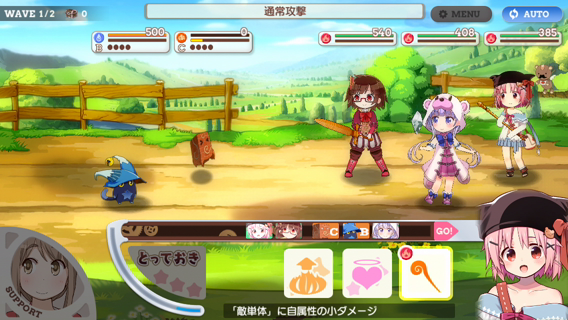 WAVE 1/2 0
通常攻撃
MENU
AUTO
B 500
C 0
540
408
385
C B GO!
とっておき
SUPPORT
「敵単体」に自属性の小ダメージ